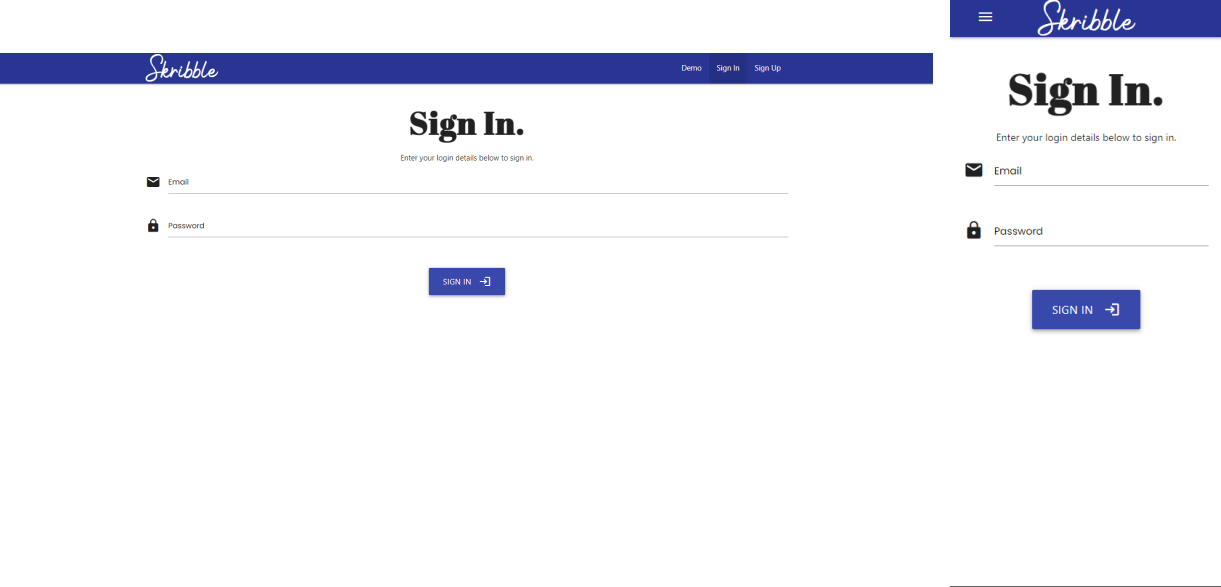 Skribble
Demo Sign In Sign Up
Sign In.
Enter your login details below to sign in.
Email
Password
SIGN IN
Skribble
Sign In.
Enter your login details below to sign in.
Email
Password
SIGN IN